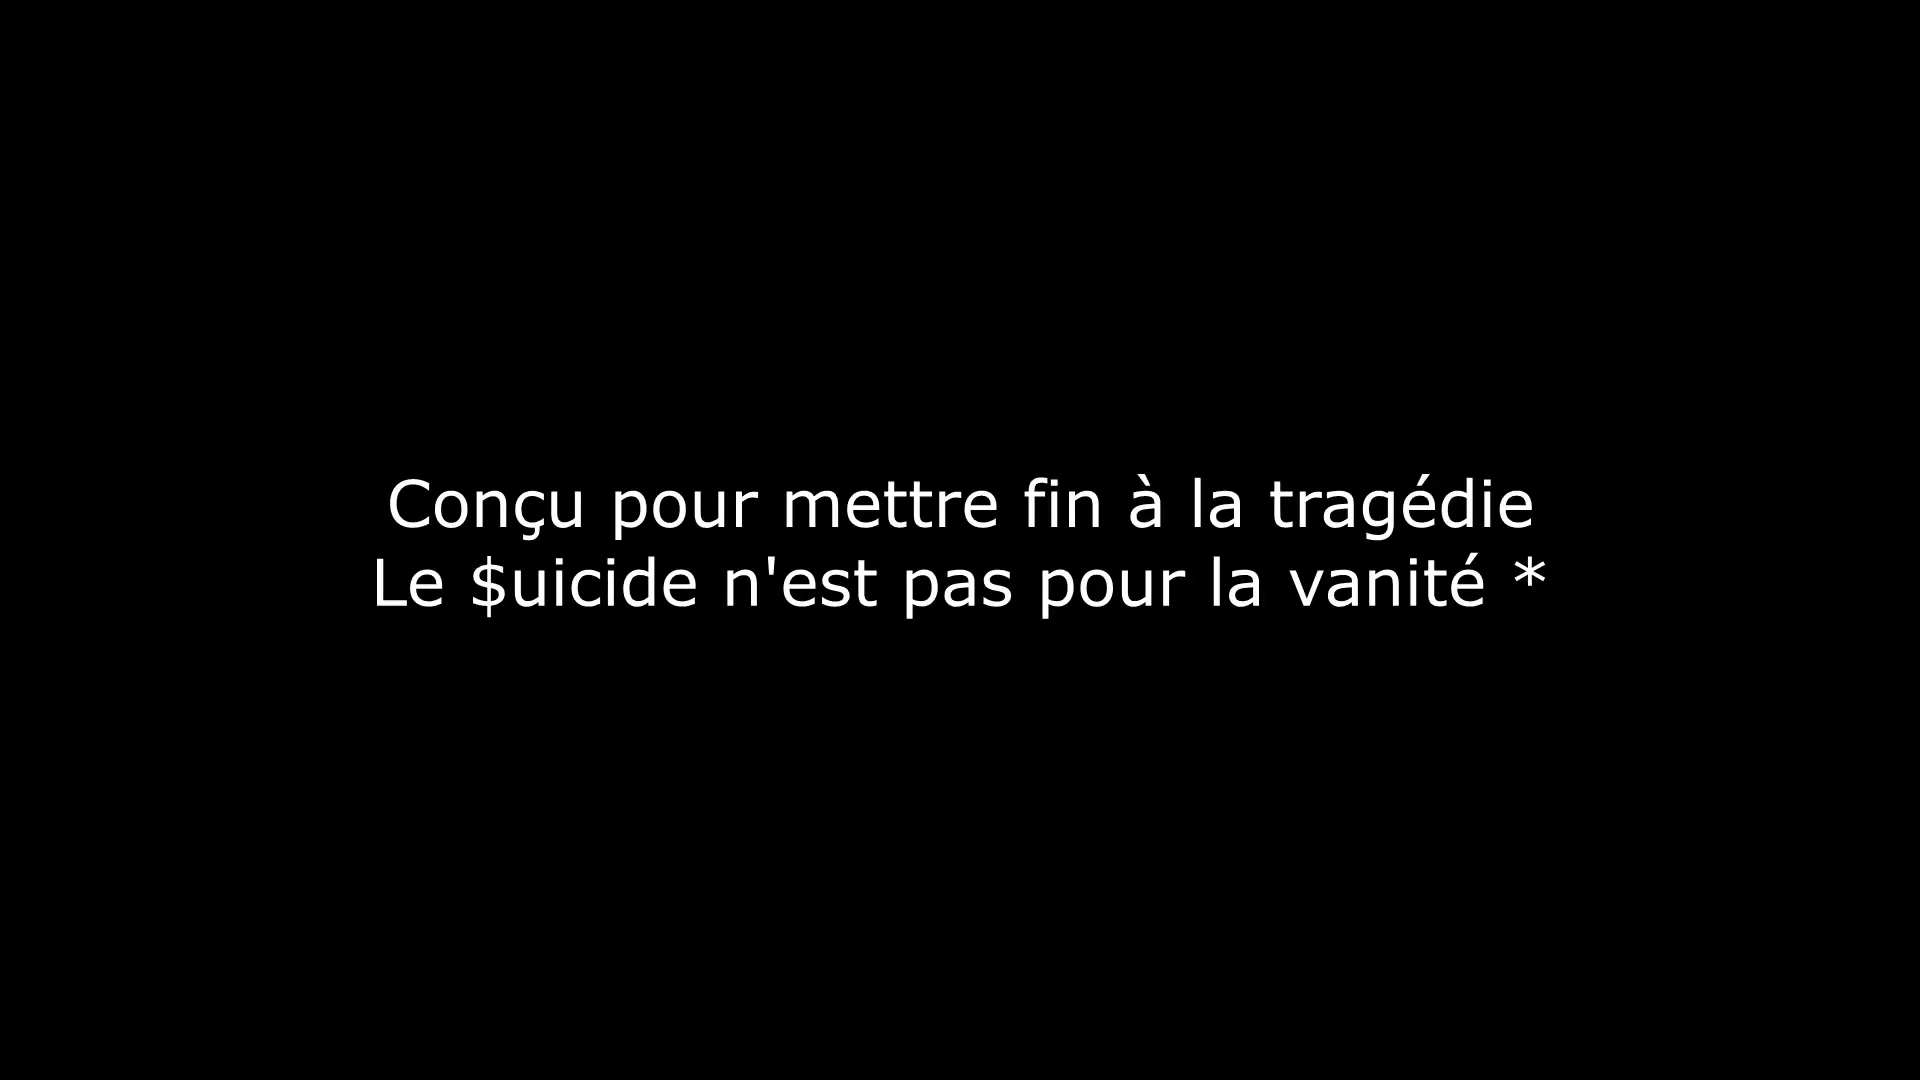 Conçu pour mettre fin à la tragédie
Le $uicide n'est pas pour la vanité *